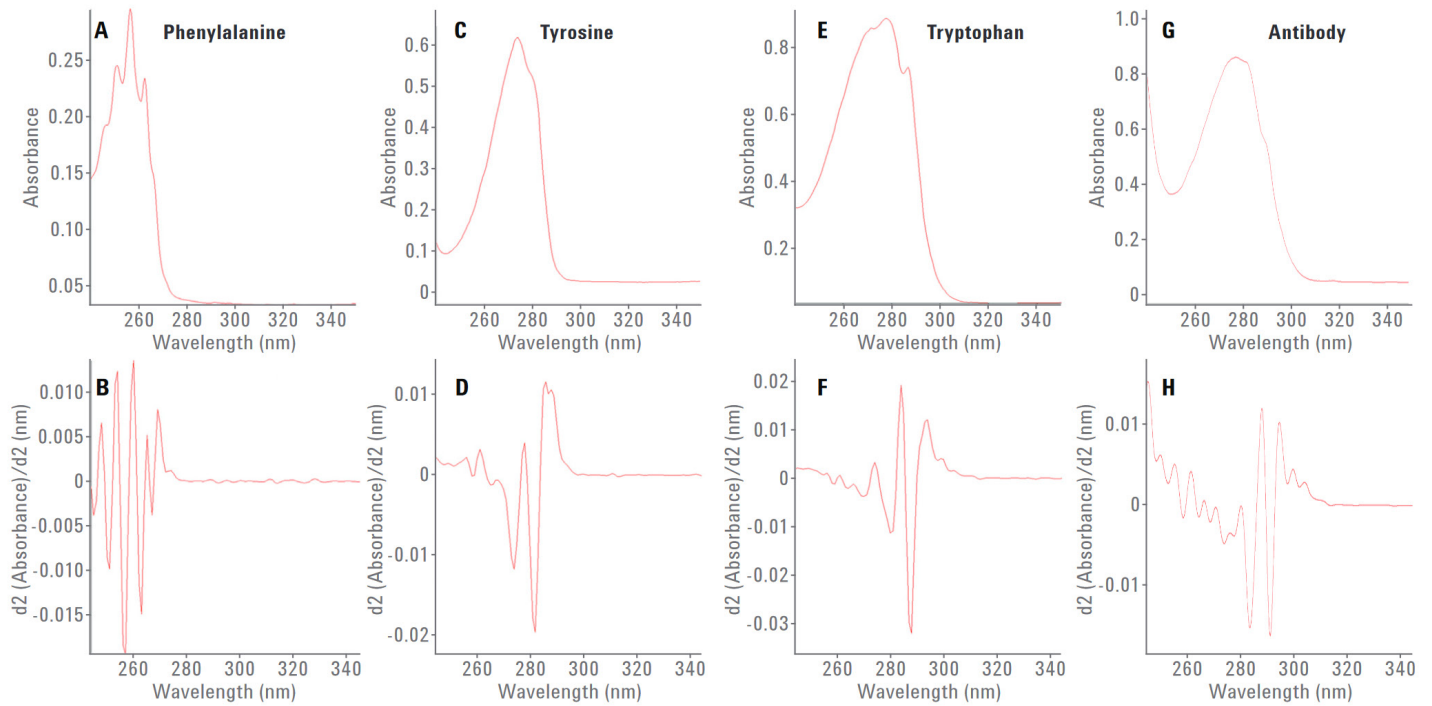 A
Phenylalanine
Absorbance
0.25
0.20
0.15
0.10
0.05
260 280 300 320 340
Wavelength (nm)
C
Tyrosine
Absorbance
0.6
0.5
0.4
0.3
0.2
0.1
0
260 280 300 320 340
Wavelength (nm)
E
Tryptophan
Absorbance
0.8
0.6
0.4
0.2
260 280 300 320 340
Wavelength (nm)
G
Antibody
Absorbance
1.0
0.8
0.6
0.4
0.2
0
260 280 300 320 340
Wavelength (nm)
B
d2 (Absorbance)/d2 (nm)
0.010
0.005
0
-0.005
-0.010
-0.015
260 280 300 320 340
Wavelength (nm)
D
d2 (Absorbance)/d2 (nm)
0.01
0
-0.01
-0.02
260 280 300 320 340
Wavelength (nm)
F
d2 (Absorbance)/d2 (nm)
0.02
0.01
0
-0.01
-0.02
-0.03
260 280 300 320 340
Wavelength (nm)
H
d2 (Absorbance)/d2 (nm)
0.01
0
-0.01
260 280 300 320 340
Wavelength (nm)